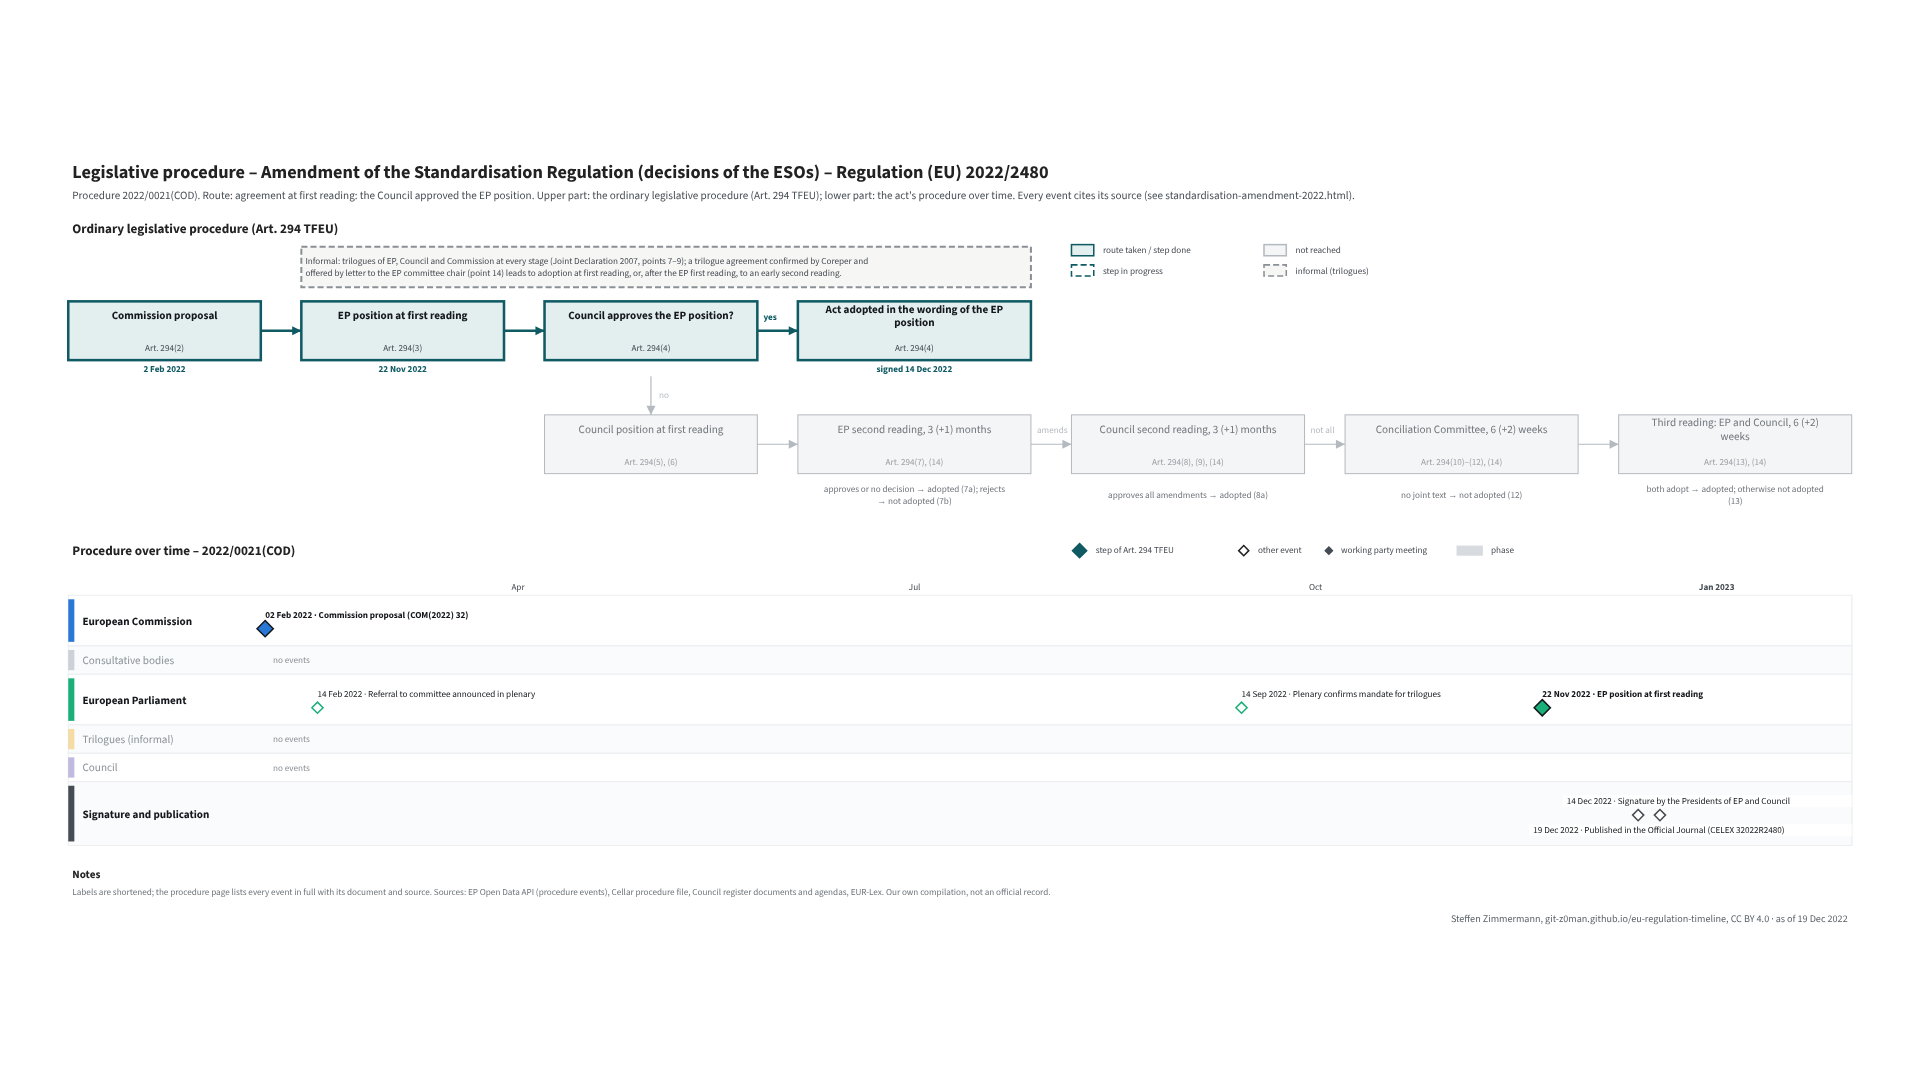 Legislative procedure – Amendment of the Standardisation Regulation (decisions of the ESOs) – Regulation (EU) 2022/2480
Procedure 2022/0021(COD). Route: agreement at first reading: the Council approved the EP position. Upper part: the ordinary legislative procedure (Art. 294 TFEU); lower part: the act's procedure over time. Every event cites its source (see standardisation-amendment-2022.html).
Ordinary legislative procedure (Art. 294 TFEU)
Informal: trilogues of EP, Council and Commission at every stage (Joint Declaration 2007, points 7–9); a trilogue agreement confirmed by Coreper and
offered by letter to the EP committee chair (point 14) leads to adoption at first reading, or, after the EP first reading, to an early second reading.
route taken / step done
not reached
step in progress
informal (trilogues)
Commission proposal
Art. 294(2)
2 Feb 2022
EP position at first reading
Art. 294(3)
22 Nov 2022
Council approves the EP position?
Art. 294(4)
yes
Act adopted in the wording of the EP
position
Art. 294(4)
signed 14 Dec 2022
no
Council position at first reading
Art. 294(5), (6)
EP second reading, 3 (+1) months
Art. 294(7), (14)
approves or no decision → adopted (7a); rejects
→ not adopted (7b)
amends
Council second reading, 3 (+1) months
Art. 294(8), (9), (14)
approves all amendments → adopted (8a)
not all
Conciliation Committee, 6 (+2) weeks
Art. 294(10)–(12), (14)
no joint text → not adopted (12)
Third reading: EP and Council, 6 (+2)
weeks
Art. 294(13), (14)
both adopt → adopted; otherwise not adopted
(13)
Procedure over time – 2022/0021(COD)
step of Art. 294 TFEU
other event
working party meeting
phase
Apr
Jul
Oct
Jan 2023
European Commission
02 Feb 2022 · Commission proposal (COM(2022) 32)
Consultative bodies
no events
European Parliament
14 Feb 2022 · Referral to committee announced in plenary
14 Sep 2022 · Plenary confirms mandate for trilogues
22 Nov 2022 · EP position at first reading
Trilogues (informal)
no events
Council
no events
Signature and publication
14 Dec 2022 · Signature by the Presidents of EP and Council
19 Dec 2022 · Published in the Official Journal (CELEX 32022R2480)
Notes
Labels are shortened; the procedure page lists every event in full with its document and source. Sources: EP Open Data API (procedure events), Cellar procedure file, Council register documents and agendas, EUR-Lex. Our own compilation, not an official record.
Steffen Zimmermann, git-z0man.github.io/eu-regulation-timeline, CC BY 4.0 · as of 19 Dec 2022